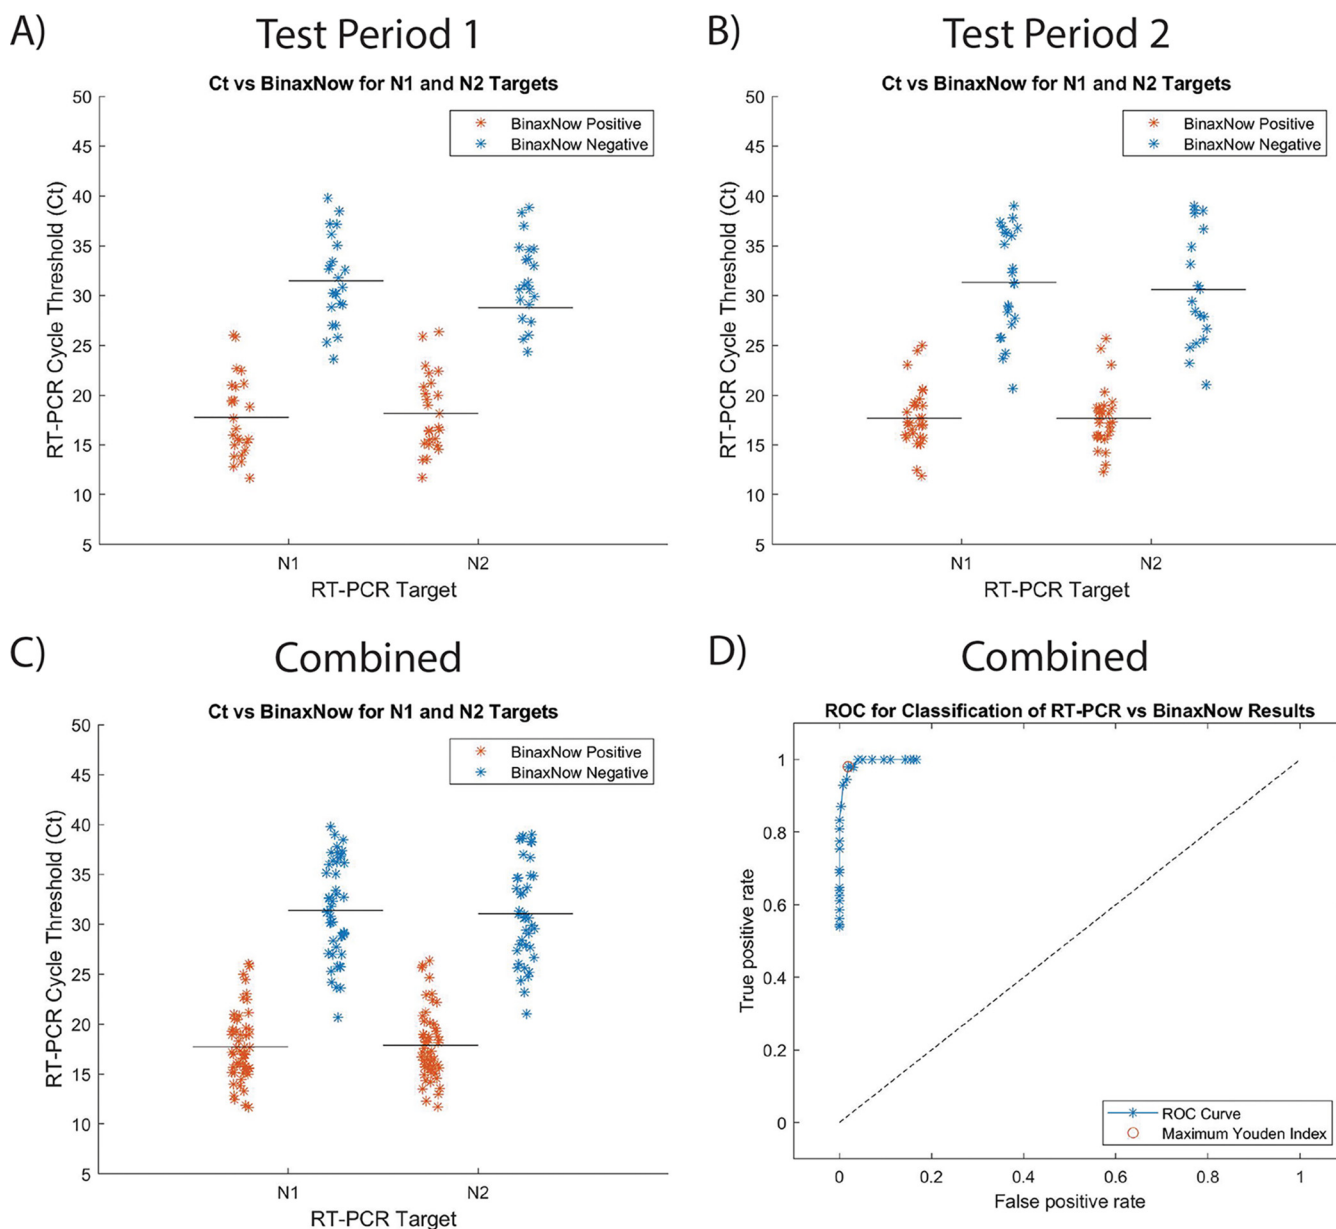 A)
Test Period 1
Ct vs BinaxNow for N1 and N2 Targets
BinaxNow Positive
BinaxNow Negative
RT-PCR Cycle Threshold (Ct)
50
45
40
35
30
25
20
15
10
5
N1
N2
RT-PCR Target
B)
Test Period 2
Ct vs BinaxNow for N1 and N2 Targets
BinaxNow Positive
BinaxNow Negative
RT-PCR Cycle Threshold (Ct)
50
45
40
35
30
25
20
15
10
5
N1
N2
RT-PCR Target
C)
Combined
Ct vs BinaxNow for N1 and N2 Targets
BinaxNow Positive
BinaxNow Negative
RT-PCR Cycle Threshold (Ct)
50
45
40
35
30
25
20
15
10
5
N1
N2
RT-PCR Target
D)
Combined
ROC for Classification of RT-PCR vs BinaxNow Results
True positive rate
1
0.8
0.6
0.4
0.2
0
ROC Curve
Maximum Youden Index
0
0.2
0.4
0.6
0.8
1
False positive rate